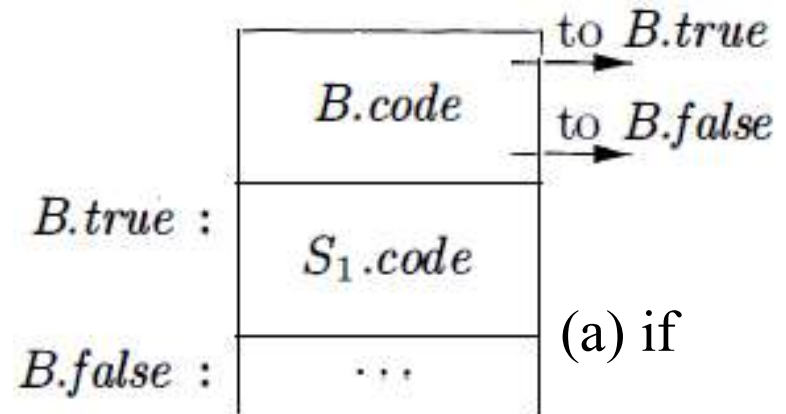 to B.true
B.code
to B.false
B.true :
S₁.code
(a) if
B.false :
...